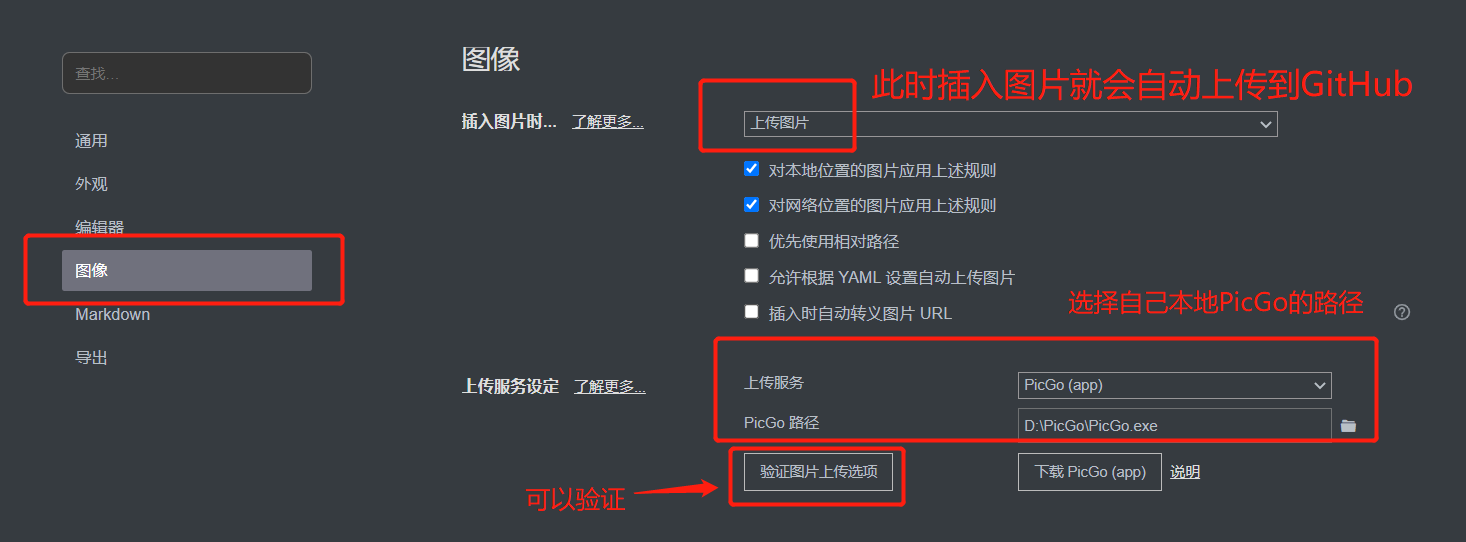 图像
查找...
此时插入图片就会自动上传到GitHub
插入图片时... 了解更多...
上传图片
通用
对本地位置的图片应用上述规则
外观
对网络位置的图片应用上述规则
编辑器
优先使用相对路径
图像
允许根据 YAML 设置自动上传图片
Markdown
插入时自动转义图片 URL
选择自己本地PicGo的路径
导出
上传服务设定 了解更多...
上传服务
PicGo (app)
PicGo 路径
D:\PicGo\PicGo.exe
验证图片上传选项
下载 PicGo (app) 说明
可以验证